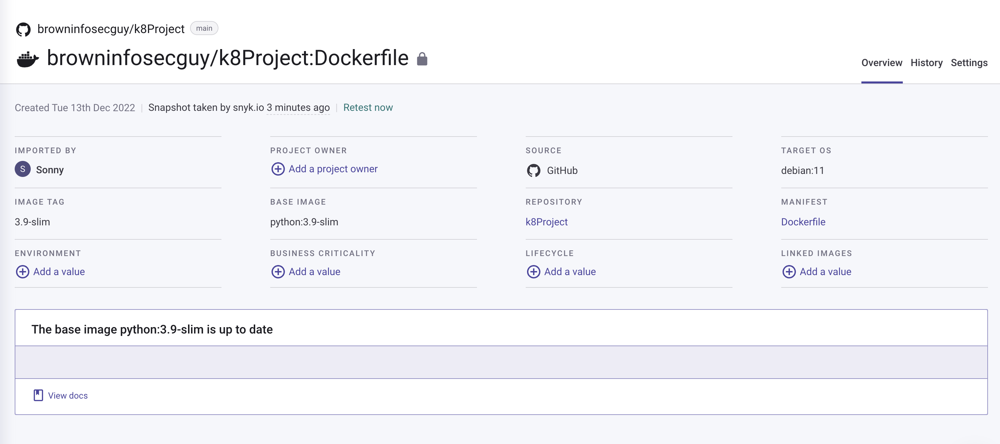 browninfosecguy/k8Project main
browninfosecguy/k8Project:Dockerfile
Overview History Settings
Created Tue 13th Dec 2022 | Snapshot taken by snyk.io 3 minutes ago | Retest now
IMPORTED BY
S Sonny
PROJECT OWNER
Add a project owner
SOURCE
GitHub
TARGET OS
debian:11
IMAGE TAG
3.9-slim
BASE IMAGE
python:3.9-slim
REPOSITORY
k8Project
MANIFEST
Dockerfile
ENVIRONMENT
Add a value
BUSINESS CRITICALITY
Add a value
LIFECYCLE
Add a value
LINKED IMAGES
Add a value
The base image python:3.9-slim is up to date
View docs